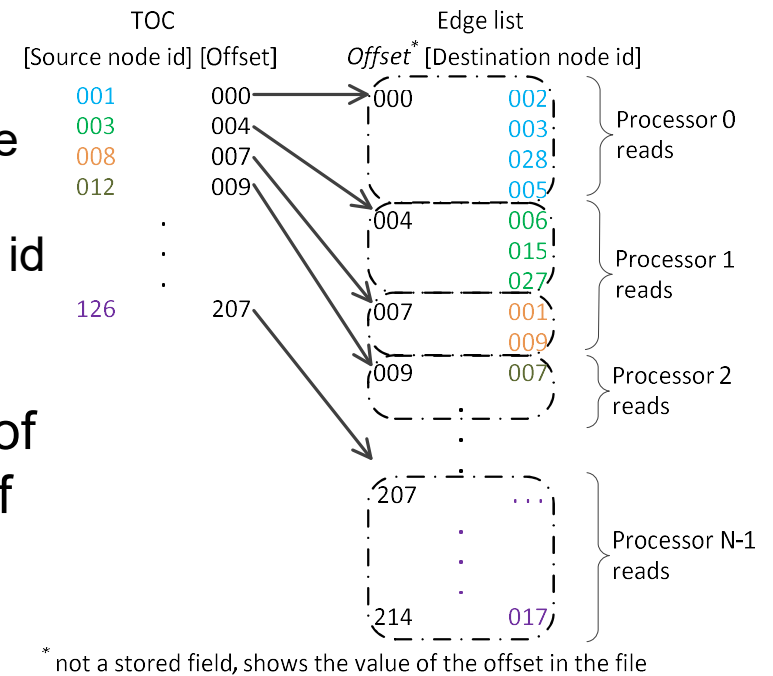 TOC Edge list
[Source node id] [Offset] Offset* [Destination node id]
001 000 000 002
003 004 003
008 007 028
012 009 005
Processor 0
reads
e
004 006
015
027
id
.
.
.
126 207 007 001
009
Processor 1
reads
009 007
Processor 2
reads
.
.
.
of
f
207 ...
.
.
.
214 017
Processor N-1
reads
* not a stored field, shows the value of the offset in the file